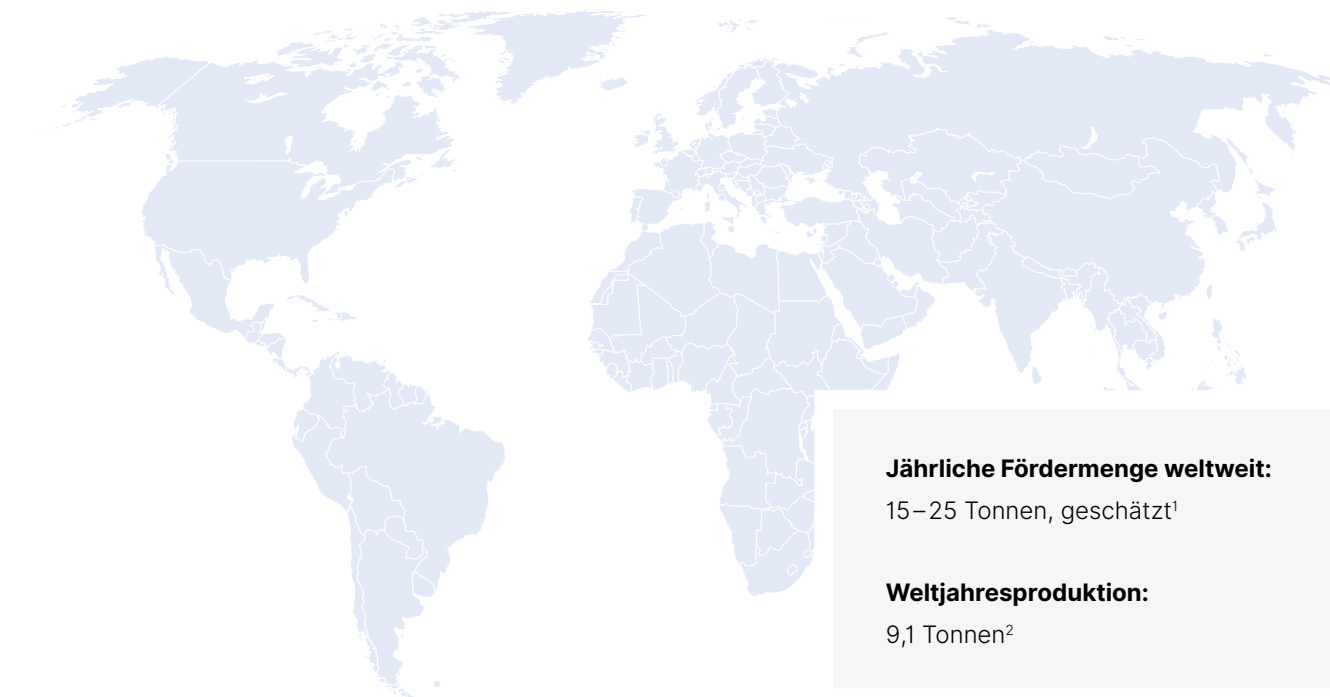 Jährliche Fördermenge weltweit:
15–25 Tonnen, geschätzt¹
Weltjahresproduktion:
9,1 Tonnen²